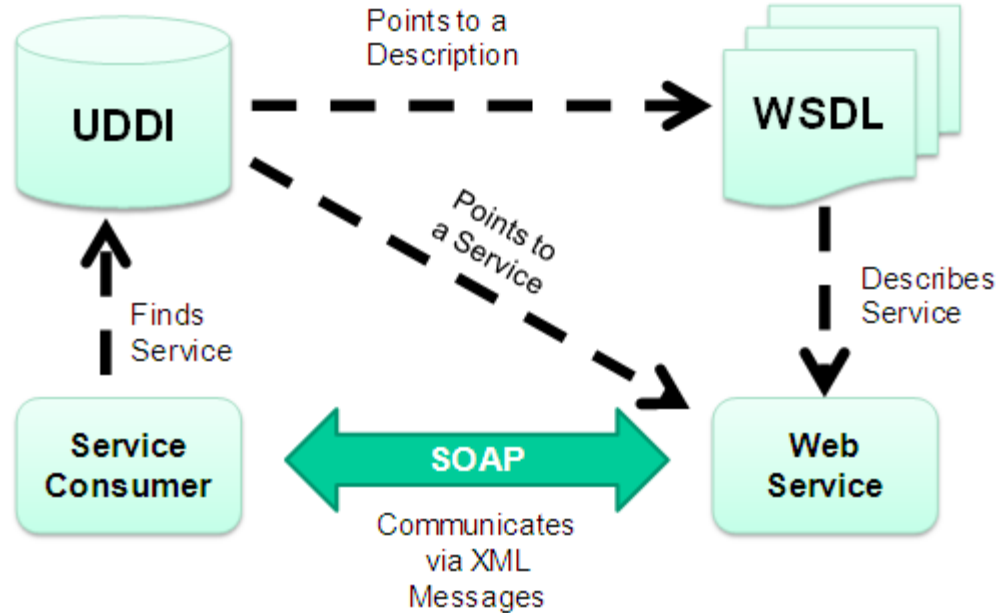 Points to a
Description
UDDI
WSDL
Points to
a Service
Finds
Service
Describes
Service
Service
Consumer
SOAP
Web
Service
Communicates
via XML
Messages